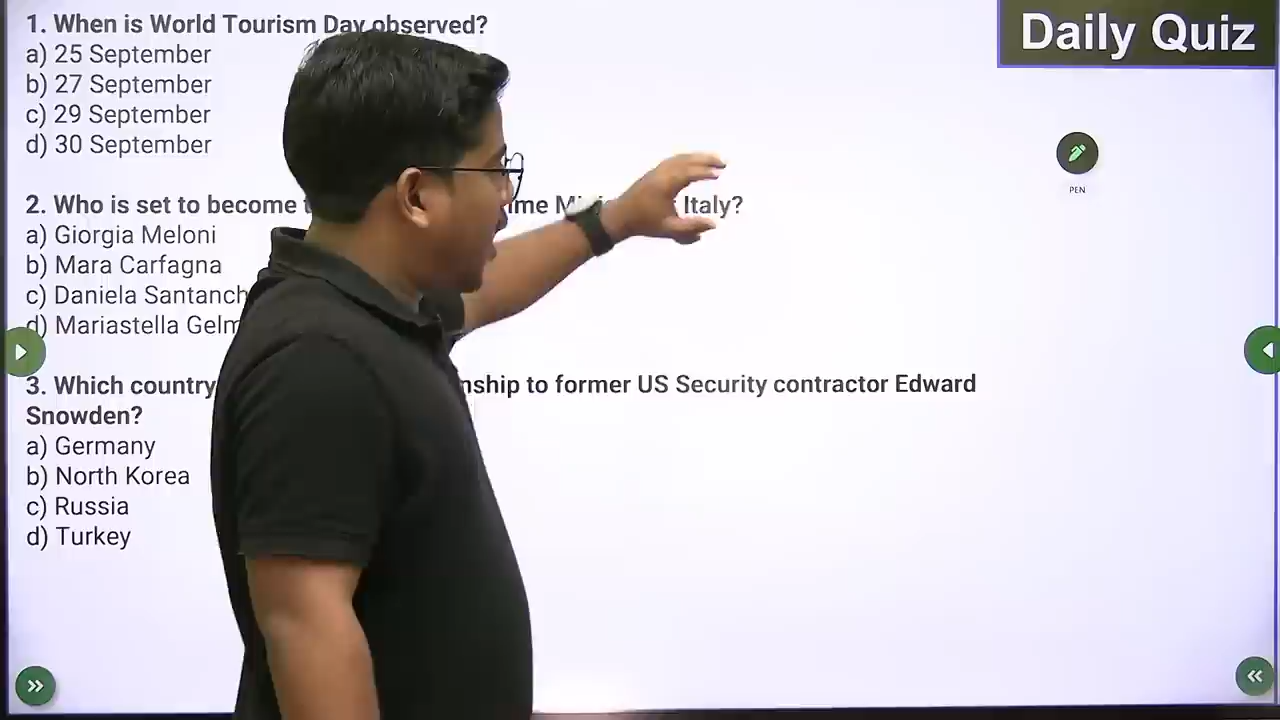 Daily Quiz
1. When is World Tourism Day observed?
a) 25 September
b) 27 September
c) 29 September
d) 30 September
2. Who is set to become Italy?
a) Giorgia Meloni
b) Mara Carfagna
c) Daniela
d) Mariastella
3. Which country to former US Security contractor Edward
Snowden?
a) Germany
b) North Korea
c) Russia
d) Turkey
PEN